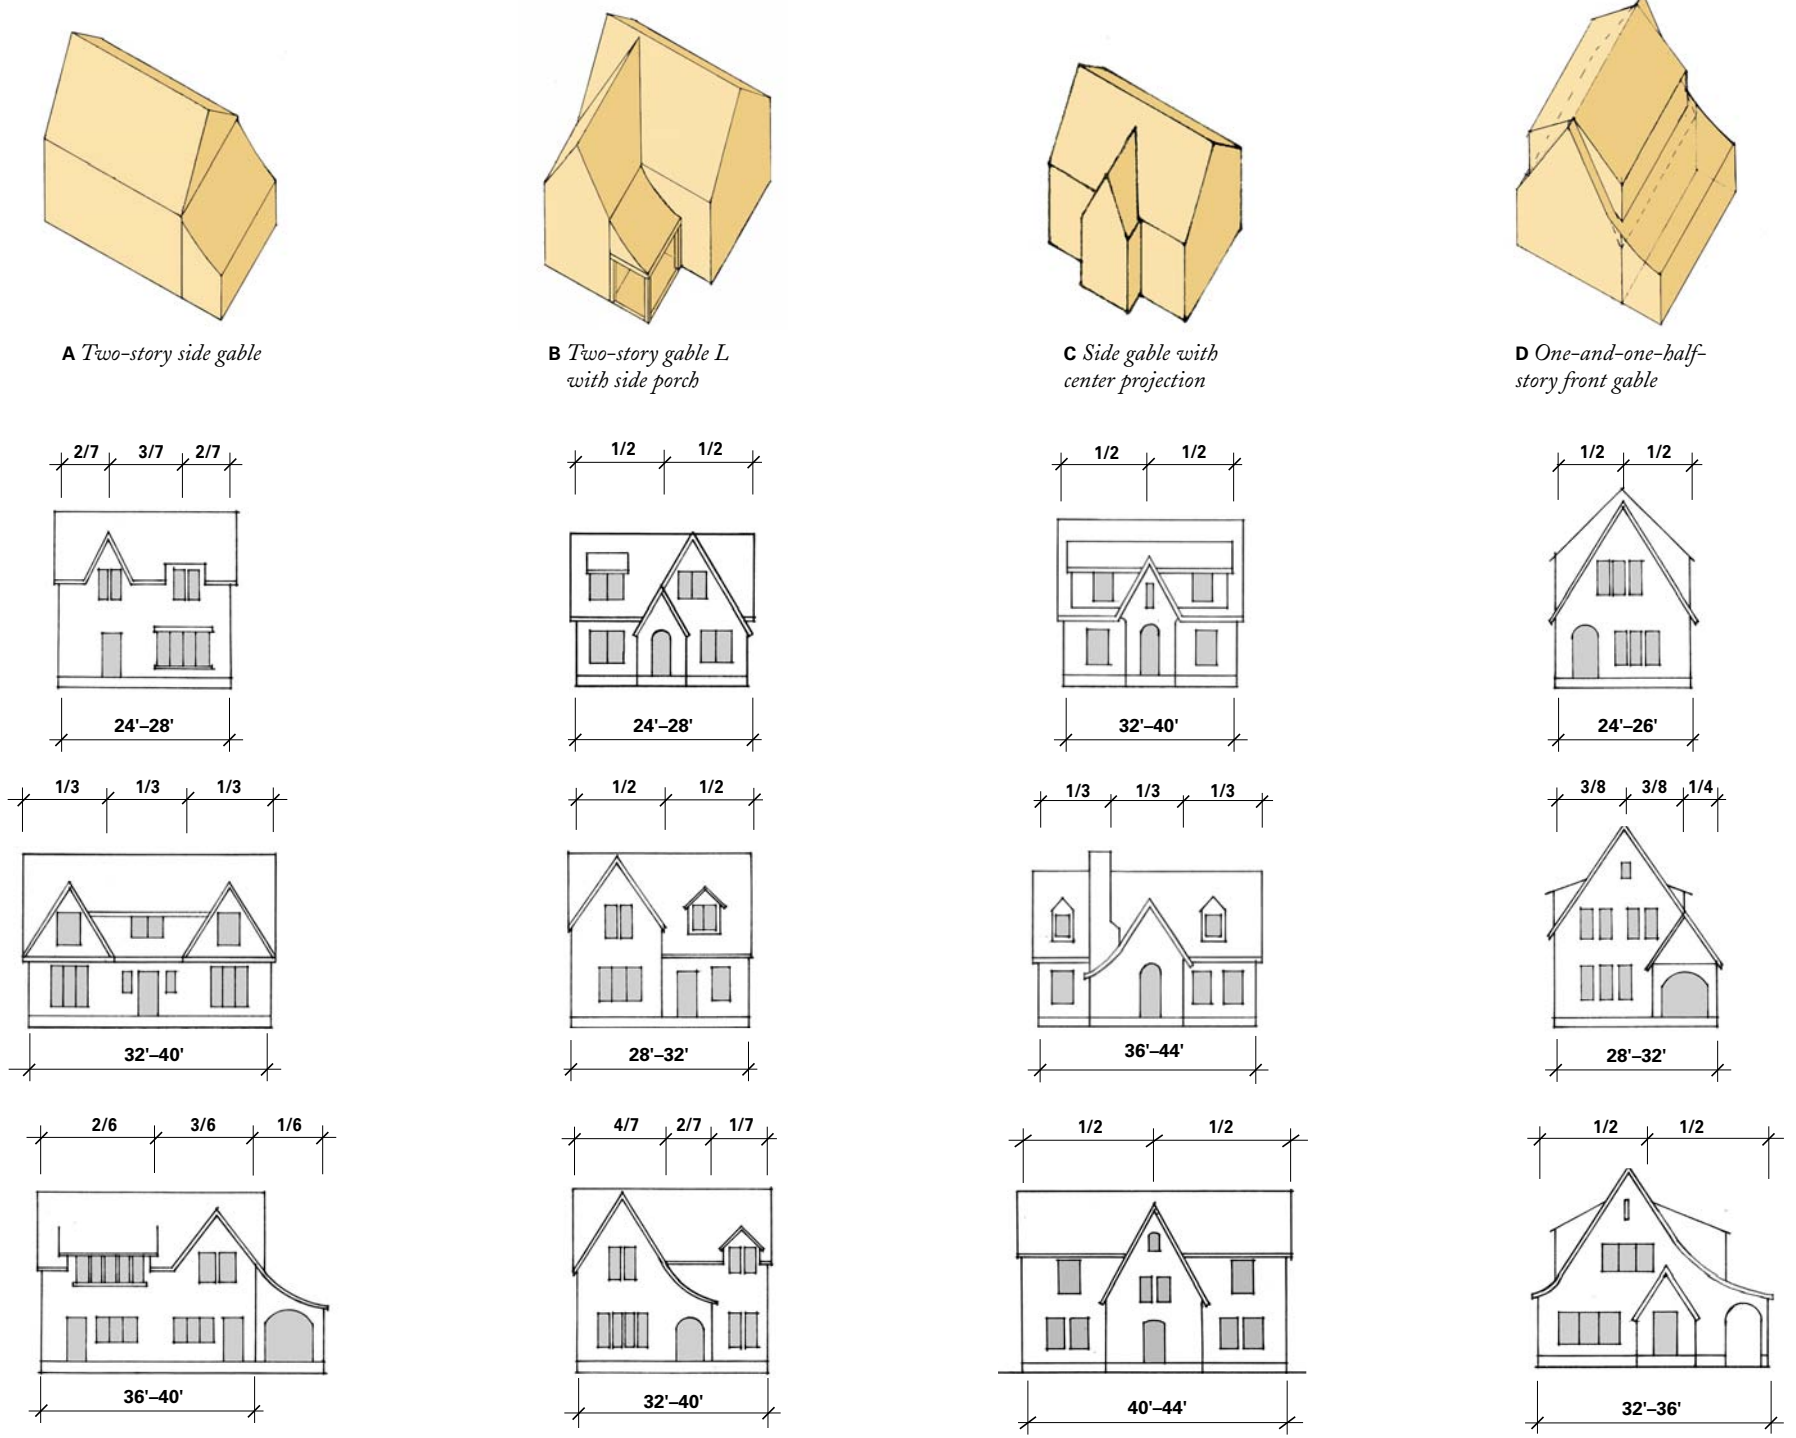 A Two-story side gable
B Two-story gable L
with side porch
C Side gable with
center projection
D One-and-one-half-
story front gable
2/7 3/7 2/7
1/2 1/2
1/2 1/2
1/2 1/2
24'–28'
24'–28'
32'–40'
24'–26'
1/3 1/3 1/3
1/2 1/2
1/3 1/3 1/3
3/8 3/8 1/4
32'–40'
28'–32'
36'–44'
28'–32'
2/6 3/6 1/6
4/7 2/7 1/7
1/2 1/2
1/2 1/2
36'–40'
32'–40'
40'–44'
32'–36'